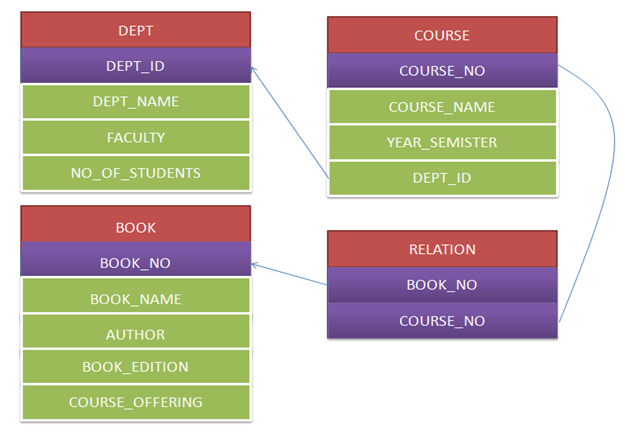 DEPT
DEPT_ID
DEPT_NAME
FACULTY
NO_OF_STUDENTS
COURSE
COURSE_NO
COURSE_NAME
YEAR_SEMISTER
DEPT_ID
BOOK
BOOK_NO
BOOK_NAME
AUTHOR
BOOK_EDITION
COURSE_OFFERING
RELATION
BOOK_NO
COURSE_NO